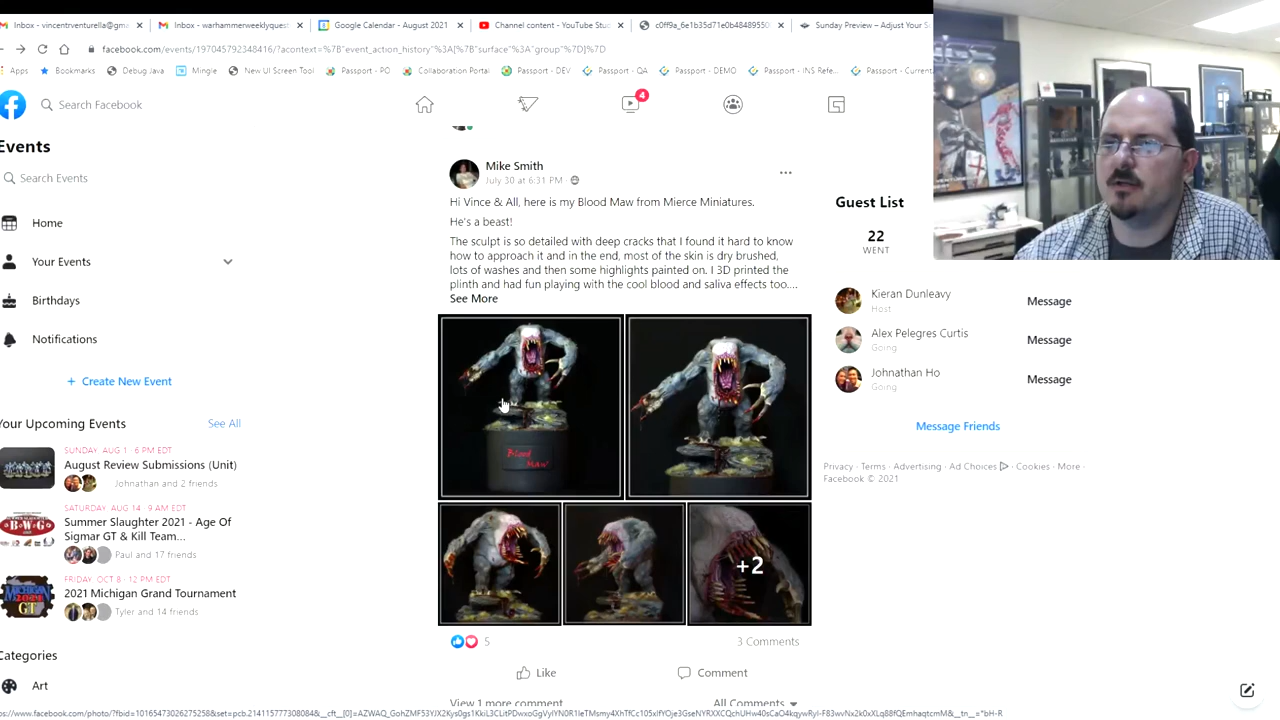 Inbox - vincentrventurella@gma
Inbox - warhammerweeklyquest
Google Calendar - August 2021
Channel content - YouTube Stud
c0ff9a_6e1b35d71e0b4848955
Sunday Preview – Adjust Your S
facebook.com/events/197045792348416/?acontext=%7B"event_action_history"%3A[%7B"surface"%3A"group"%7D]%7D
Apps
Bookmarks
Debug Java
Mingle
New UI Screen Tool
Passport - PO
Collaboration Portal
Passport - DEV
Passport - QA
Passport - DEMO
Passport - INS Refe...
Passport - Current
Search Facebook
4
Events
Search Events
Home
Your Events
Birthdays
Notifications
+ Create New Event
Your Upcoming Events
See All
SUNDAY, AUG 1 · 6 PM EDT
August Review Submissions (Unit)
Johnathan and 2 friends
SATURDAY, AUG 14 · 9 AM EDT
Summer Slaughter 2021 - Age Of
Sigmar GT & Kill Team...
Paul and 17 friends
FRIDAY, OCT 8 · 12 PM EDT
2021 Michigan Grand Tournament
Tyler and 14 friends
Categories
Art
Mike Smith
July 30 at 6:31 PM
Hi Vince & All, here is my Blood Maw from Mierce Miniatures.
He's a beast!
The sculpt is so detailed with deep cracks that I found it hard to know
how to approach it and in the end, most of the skin is dry brushed,
lots of washes and then some highlights painted on. I 3D printed the
plinth and had fun playing with the cool blood and saliva effects too....
See More
Blood
Maw
+2
5
3 Comments
Like
Comment
View 1 more comment
All Comments
Guest List
22
WENT
Kieran Dunleavy
Host
Message
Alex Pelegres Curtis
Going
Message
Johnathan Ho
Going
Message
Message Friends
Privacy · Terms · Advertising · Ad Choices · Cookies · More ·
Facebook © 2021